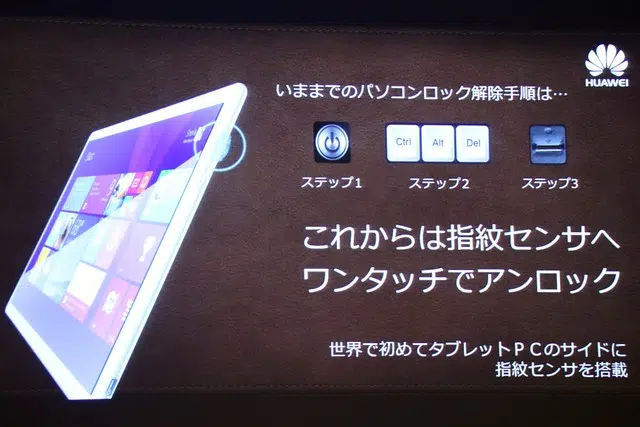 HUAWEI
いままでのパソコンロック解除手順は…
Ctrl Alt Del
ステップ1 ステップ2 ステップ3
これからは指紋センサへ
ワンタッチでアンロック
世界で初めてタブレットＰＣのサイドに
指紋センサを搭載
Start